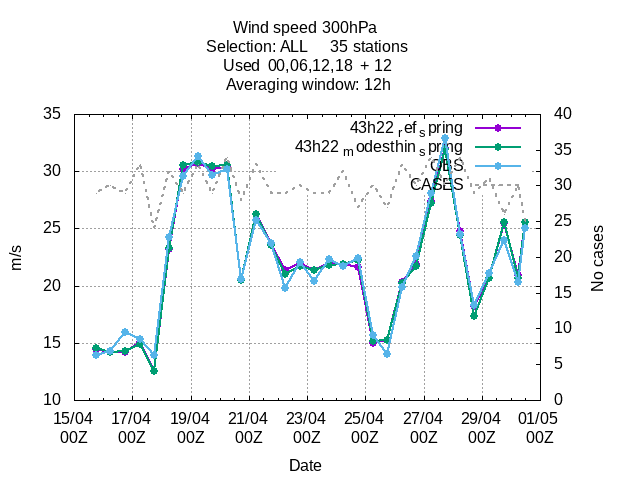 Wind speed 300hPa
Selection: ALL 35 stations
Used 00,06,12,18 + 12
Averaging window: 12h
35
30
25
20
15
10
m/s
40
35
30
25
20
15
10
5
0
No cases
43h22 ref spring
43h22 modesthin spring
OBS
CASES
15/04 17/04 19/04 21/04 23/04 25/04 27/04 29/04 01/05
00Z 00Z 00Z 00Z 00Z 00Z 00Z 00Z 00Z
Date